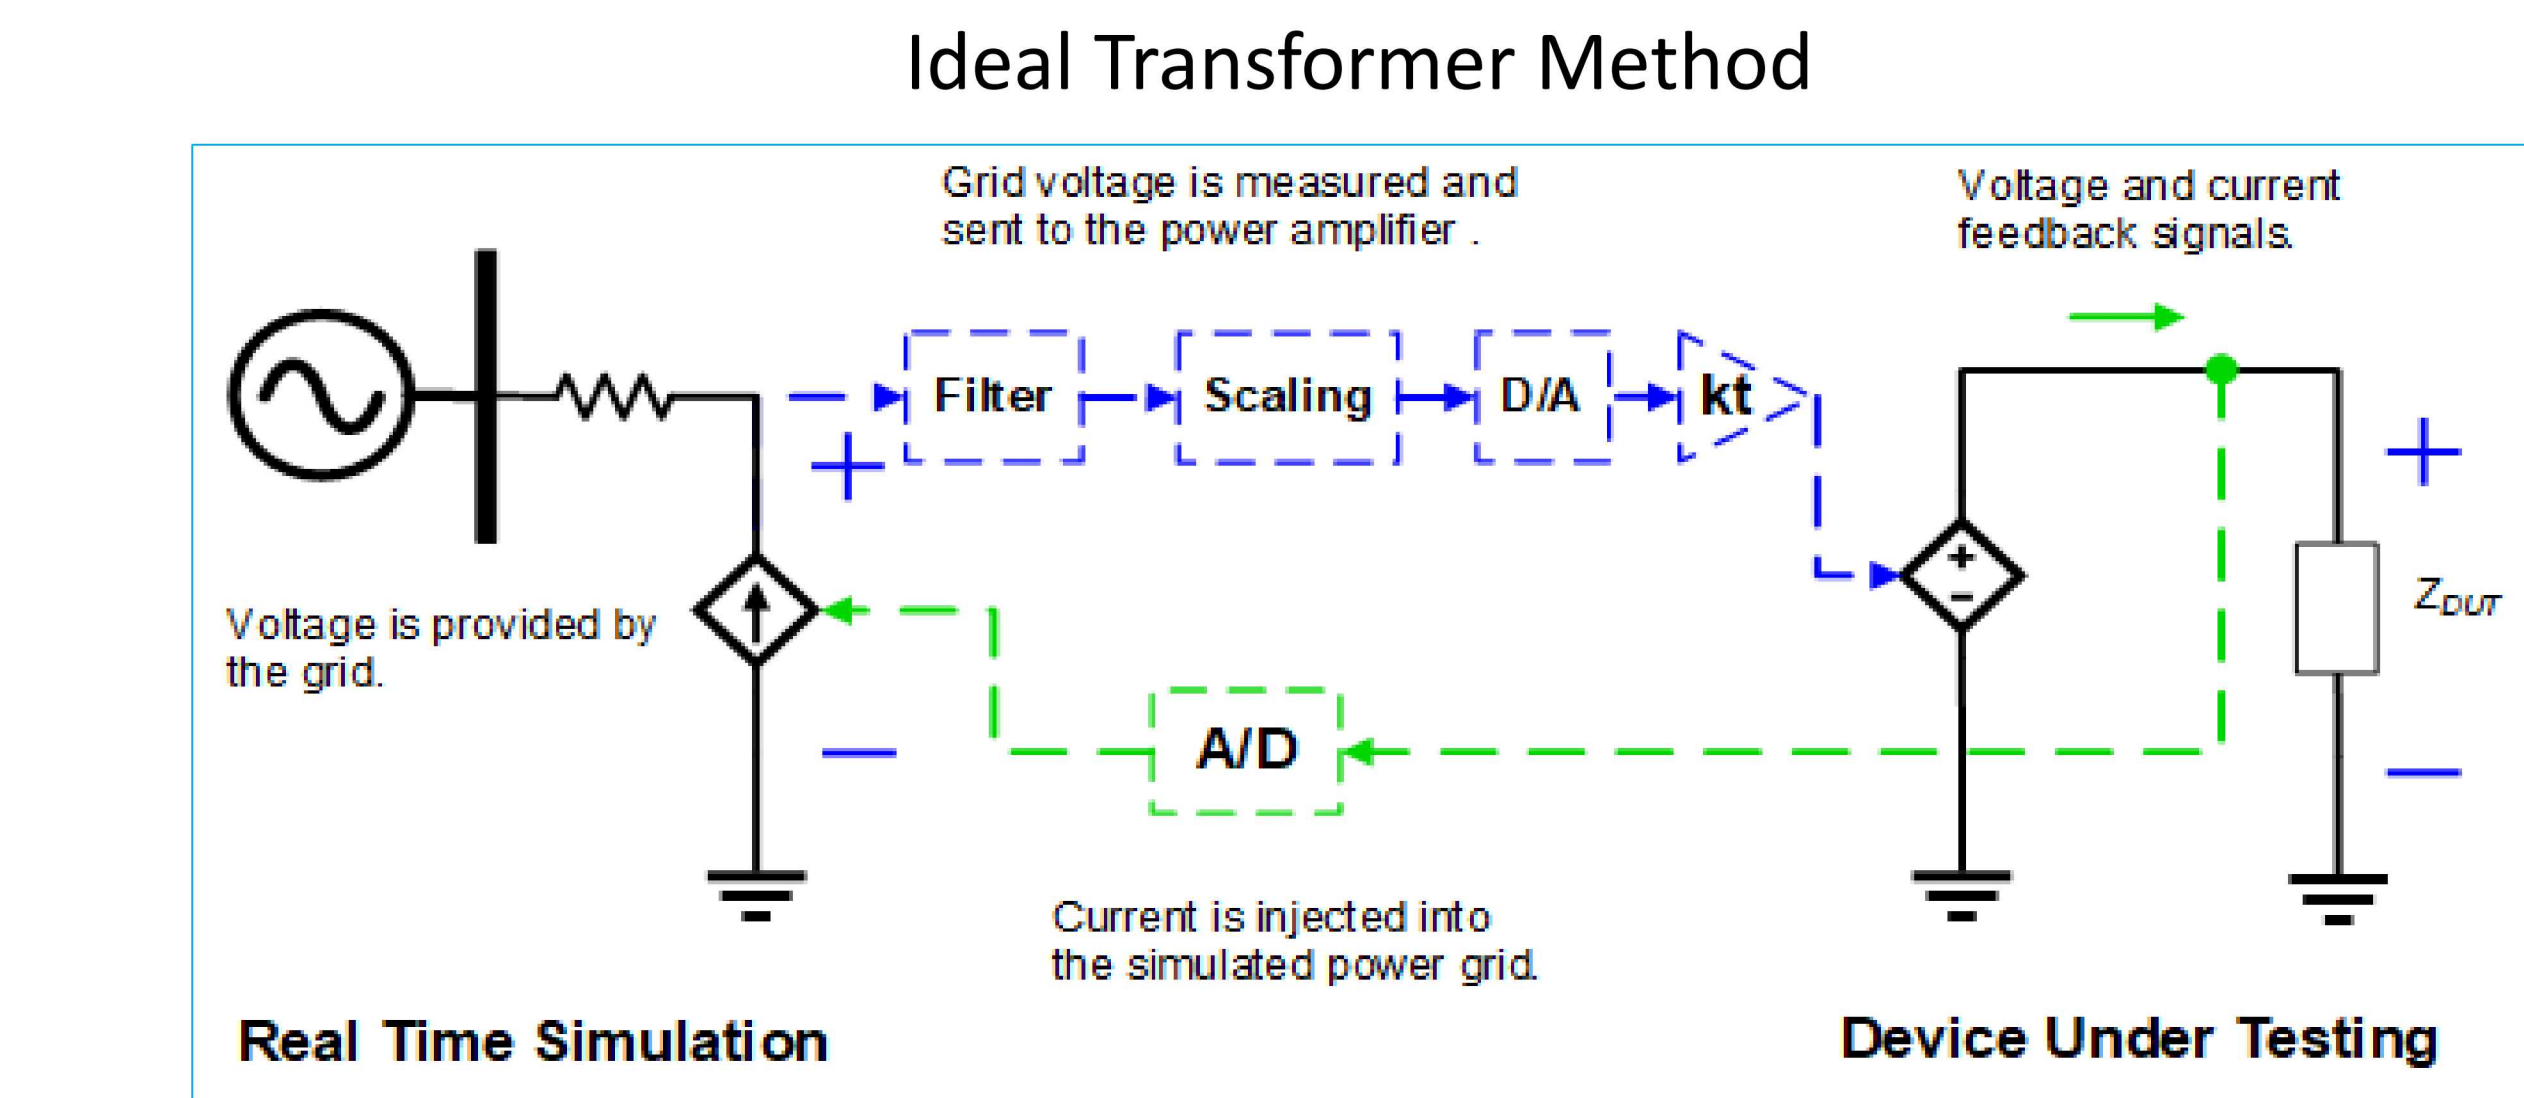 Ideal Transformer Method
Grid voltage is measured and
sent to the power amplifier .
Voltage and current
feedback signals.
Filter
Scaling
D/A
kt
+
+
+
−
Z_DUT
Voltage is provided by
the grid.
A/D
−
−
Current is injected into
the simulated power grid.
Real Time Simulation
Device Under Testing